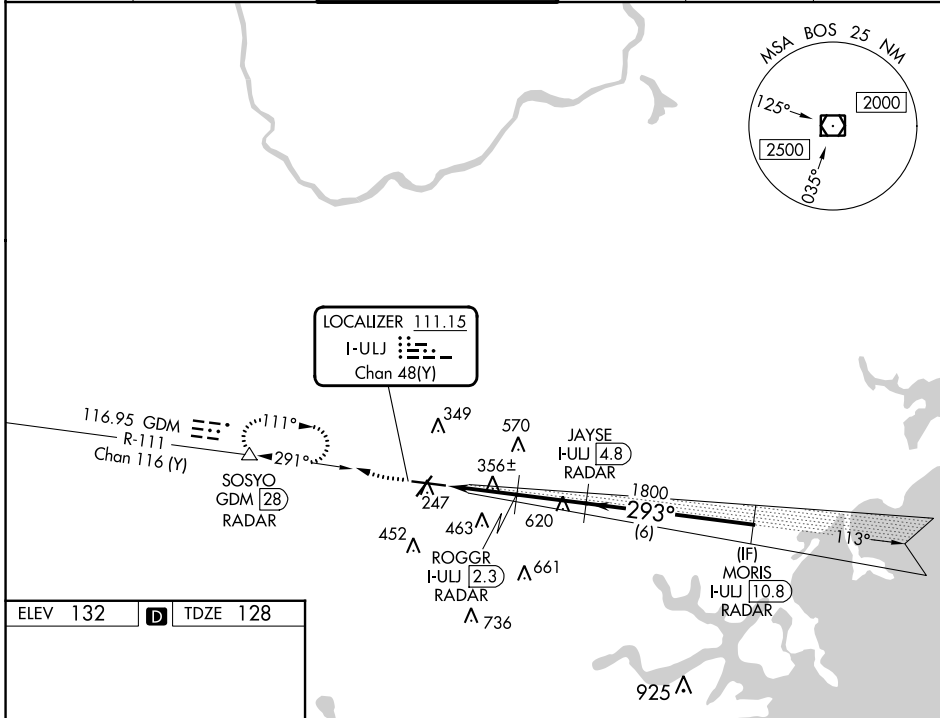 MSA BOS 25 NM
125°
2000
2500
035°
LOCALIZER 111.15
I-ULJ
Chan 48(Y)
116.95 GDM
R-111
Chan 116 (Y)
111°
291°
SOSYO
GDM 28
RADAR
349
570
356±
247
452
463
620
JAYSE
I-ULJ 4.8
RADAR
1800
293°
(6)
113°
ROGGR
I-ULJ 2.3
RADAR
661
736
(IF)
MORIS
I-ULJ 10.8
RADAR
925
ELEV 132 D TDZE 128